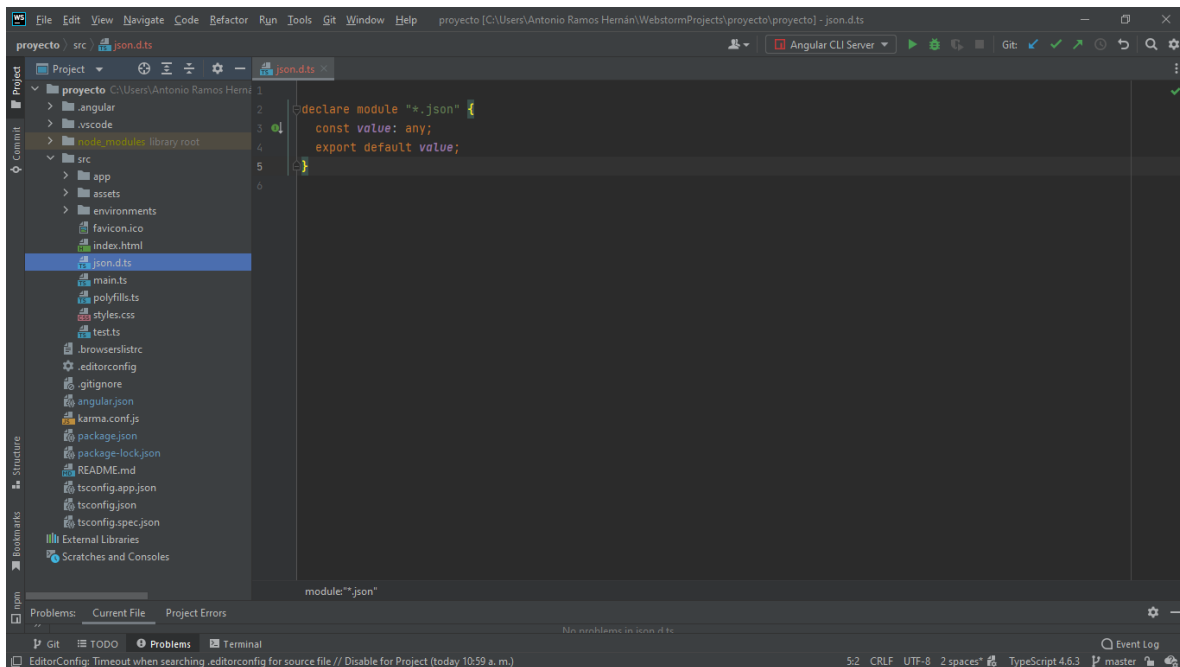 WS File Edit View Navigate Code Refactor Run Tools Git Window Help proyecto [C:\Users\Antonio Ramos Hernán\WebstormProjects\proyecto\proyecto] - json.d.ts
proyecto src json.d.ts Angular CLI Server Git:
Project json.d.ts
Project
Commit
Structure
Bookmarks
npm
proyecto C:\Users\Antonio Ramos Herná
.angular
.vscode
node_modules library root
src
app
assets
environments
favicon.ico
index.html
json.d.ts
main.ts
polyfills.ts
styles.css
test.ts
.browserslistrc
.editorconfig
.gitignore
angular.json
karma.conf.js
package.json
package-lock.json
README.md
tsconfig.app.json
tsconfig.json
tsconfig.spec.json
External Libraries
Scratches and Consoles
1
2 declare module "*.json" {
3 const value: any;
4 export default value;
5 }
6
module:"*.json"
Problems: Current File Project Errors
No problems in json.d.ts
Git TODO Problems Terminal Event Log
EditorConfig: Timeout when searching .editorconfig for source file // Disable for Project (today 10:59 a. m.) 5:2 CRLF UTF-8 2 spaces* TypeScript 4.6.3 master